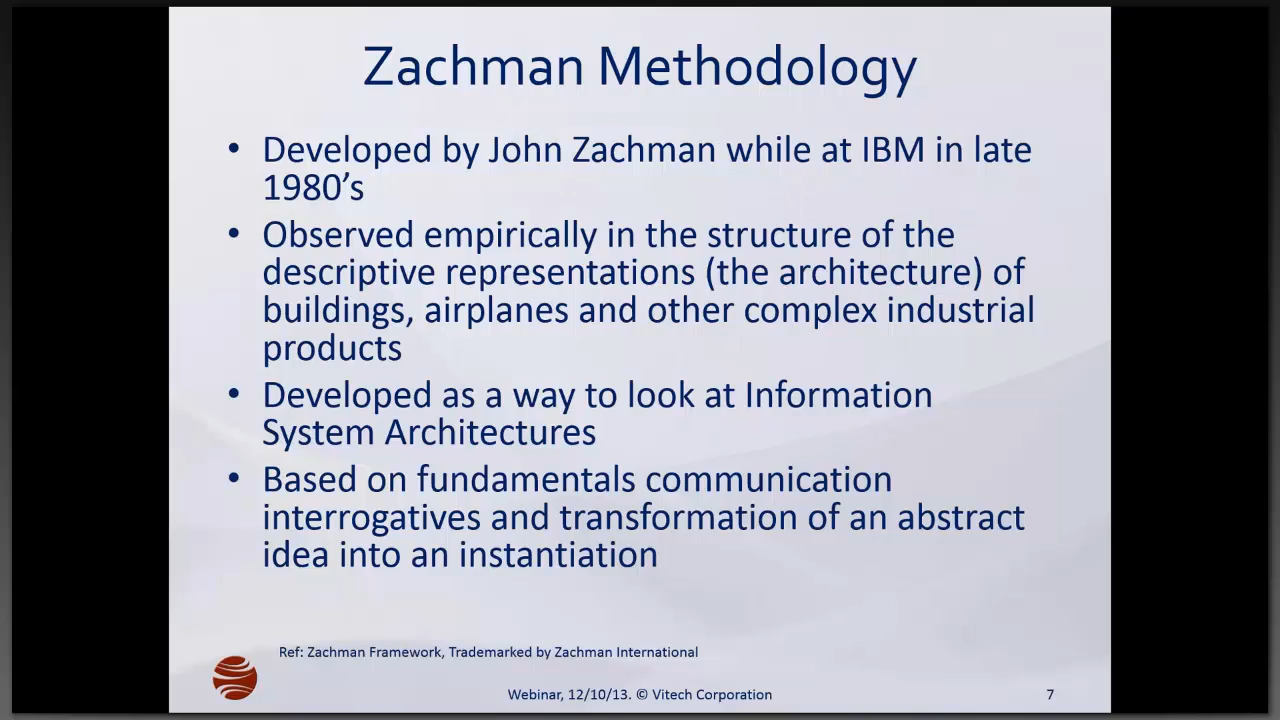 Zachman Methodology
• Developed by John Zachman while at IBM in late
1980’s
• Observed empirically in the structure of the
descriptive representations (the architecture) of
buildings, airplanes and other complex industrial
products
• Developed as a way to look at Information
System Architectures
• Based on fundamentals communication
interrogatives and transformation of an abstract
idea into an instantiation
Ref: Zachman Framework, Trademarked by Zachman International
Webinar, 12/10/13. © Vitech Corporation 7